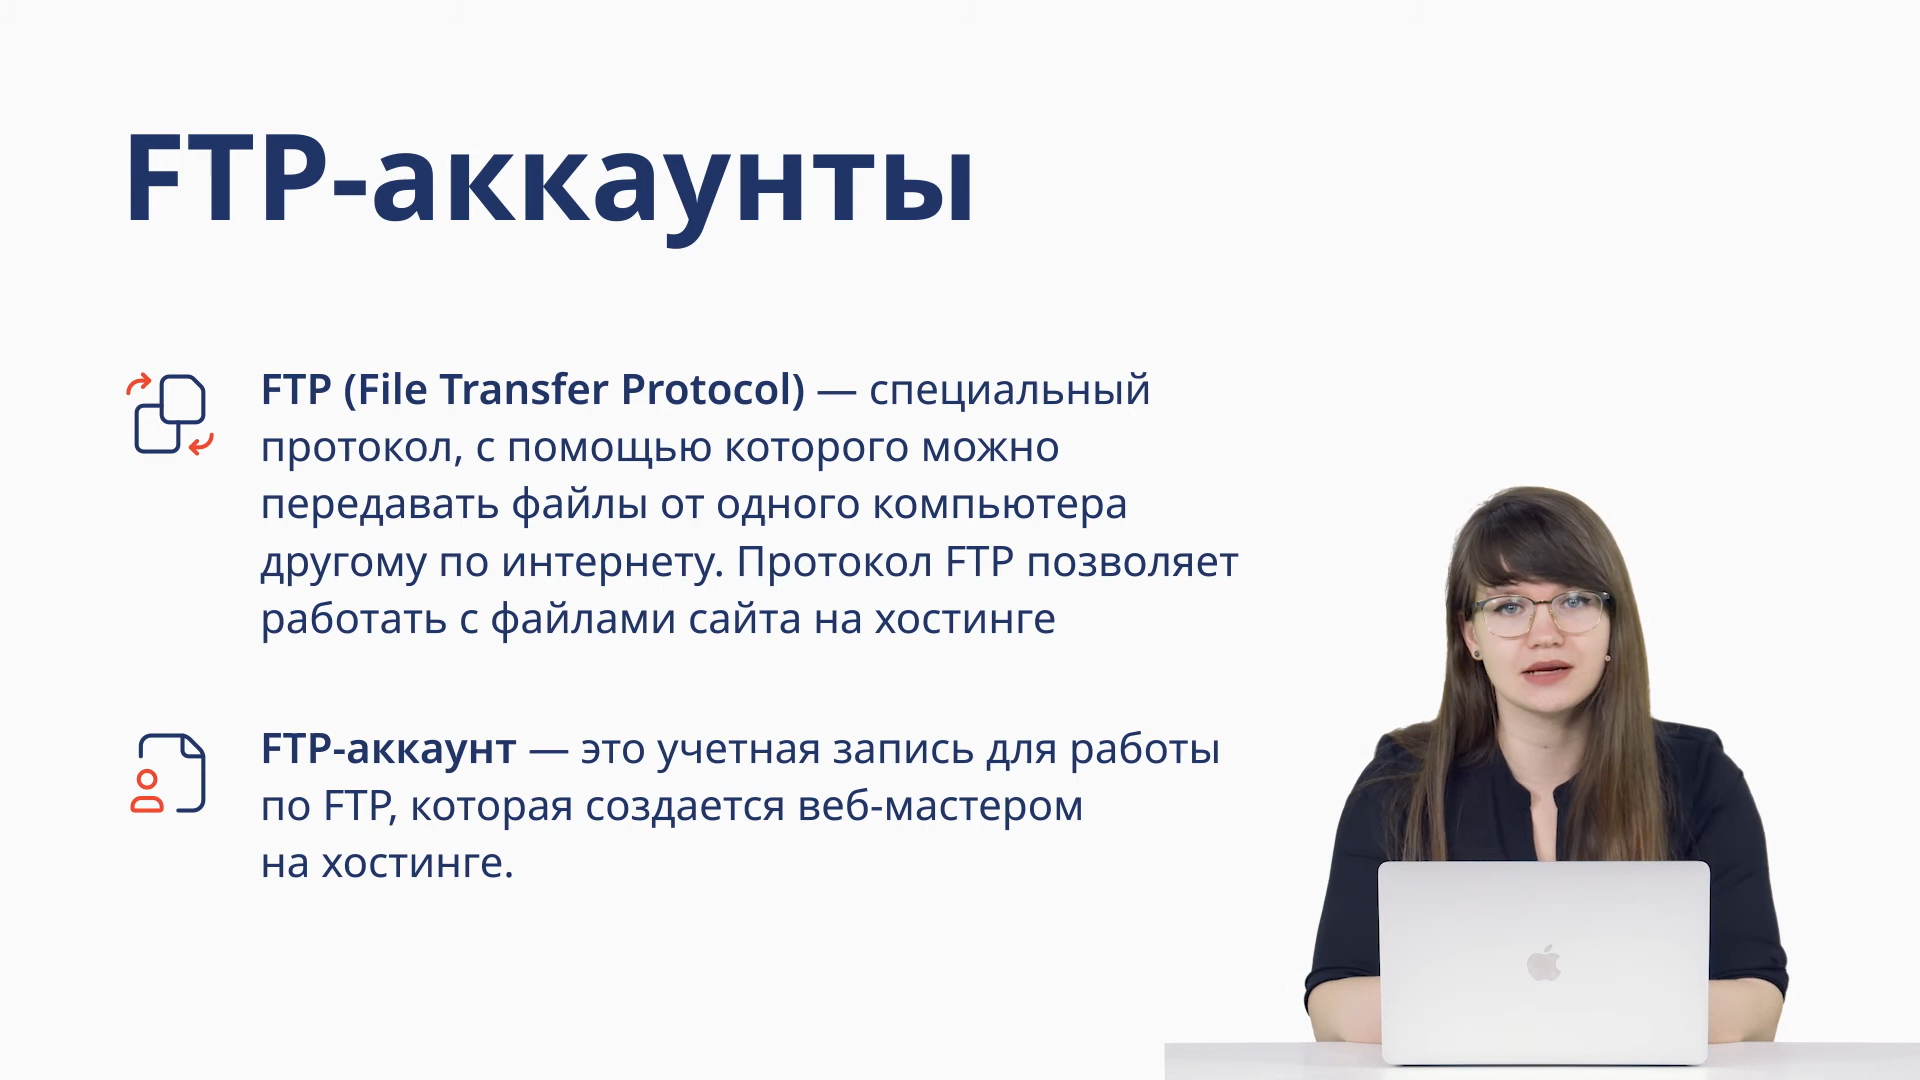 FTP-аккаунты
FTP (File Transfer Protocol) — специальный
протокол, с помощью которого можно
передавать файлы от одного компьютера
другому по интернету. Протокол FTP позволяет
работать с файлами сайта на хостинге
FTP-аккаунт — это учетная запись для работы
по FTP, которая создается веб-мастером
на хостинге.